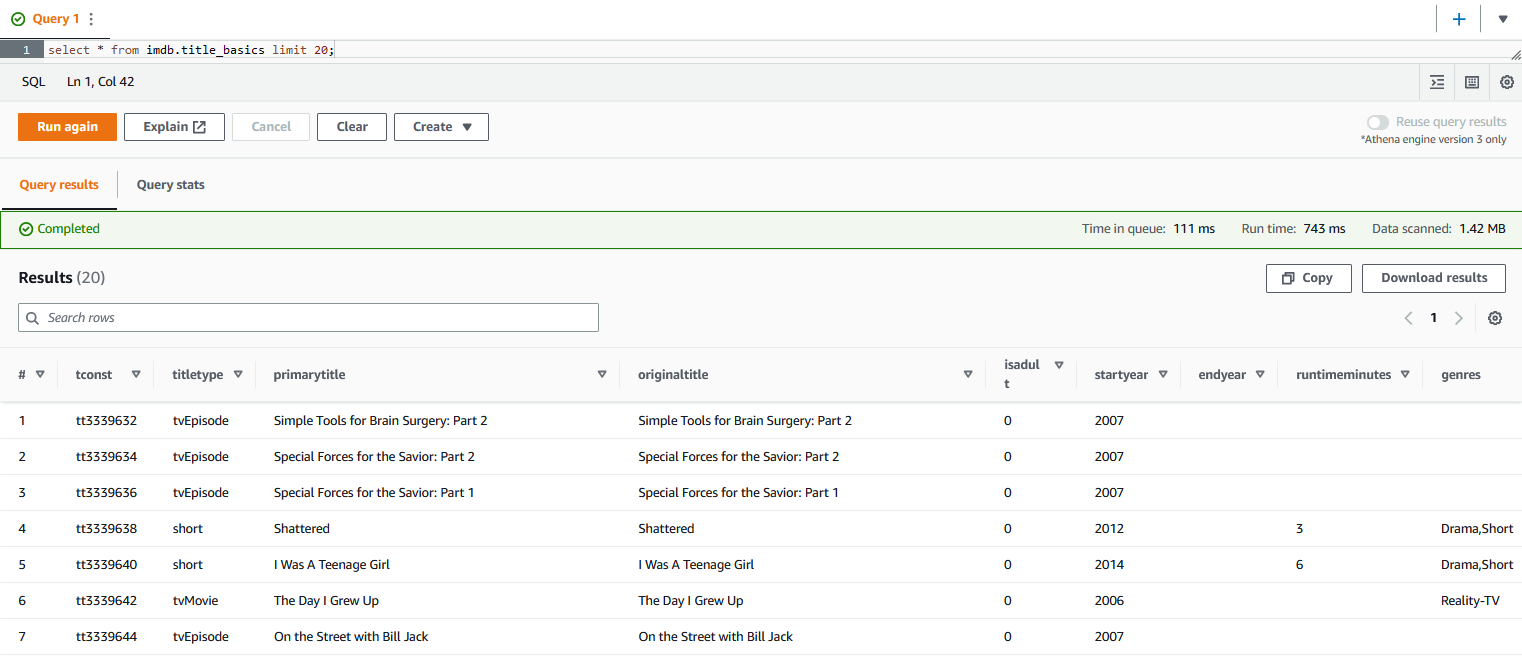 Query 1
1 select * from imdb.title_basics limit 20;
SQL Ln 1, Col 42
Run again Explain Cancel Clear Create Reuse query results
*Athena engine version 3 only
Query results Query stats
Completed Time in queue: 111 ms Run time: 743 ms Data scanned: 1.42 MB
Results (20) Copy Download results
Search rows 1
# tconst titletype primarytitle originaltitle isadul
t startyear endyear runtimeminutes genres
1 tt3339632 tvEpisode Simple Tools for Brain Surgery: Part 2 Simple Tools for Brain Surgery: Part 2 0 2007
2 tt3339634 tvEpisode Special Forces for the Savior: Part 2 Special Forces for the Savior: Part 2 0 2007
3 tt3339636 tvEpisode Special Forces for the Savior: Part 1 Special Forces for the Savior: Part 1 0 2007
4 tt3339638 short Shattered Shattered 0 2012 3 Drama,Short
5 tt3339640 short I Was A Teenage Girl I Was A Teenage Girl 0 2014 6 Drama,Short
6 tt3339642 tvMovie The Day I Grew Up The Day I Grew Up 0 2006 Reality-TV
7 tt3339644 tvEpisode On the Street with Bill Jack On the Street with Bill Jack 0 2007